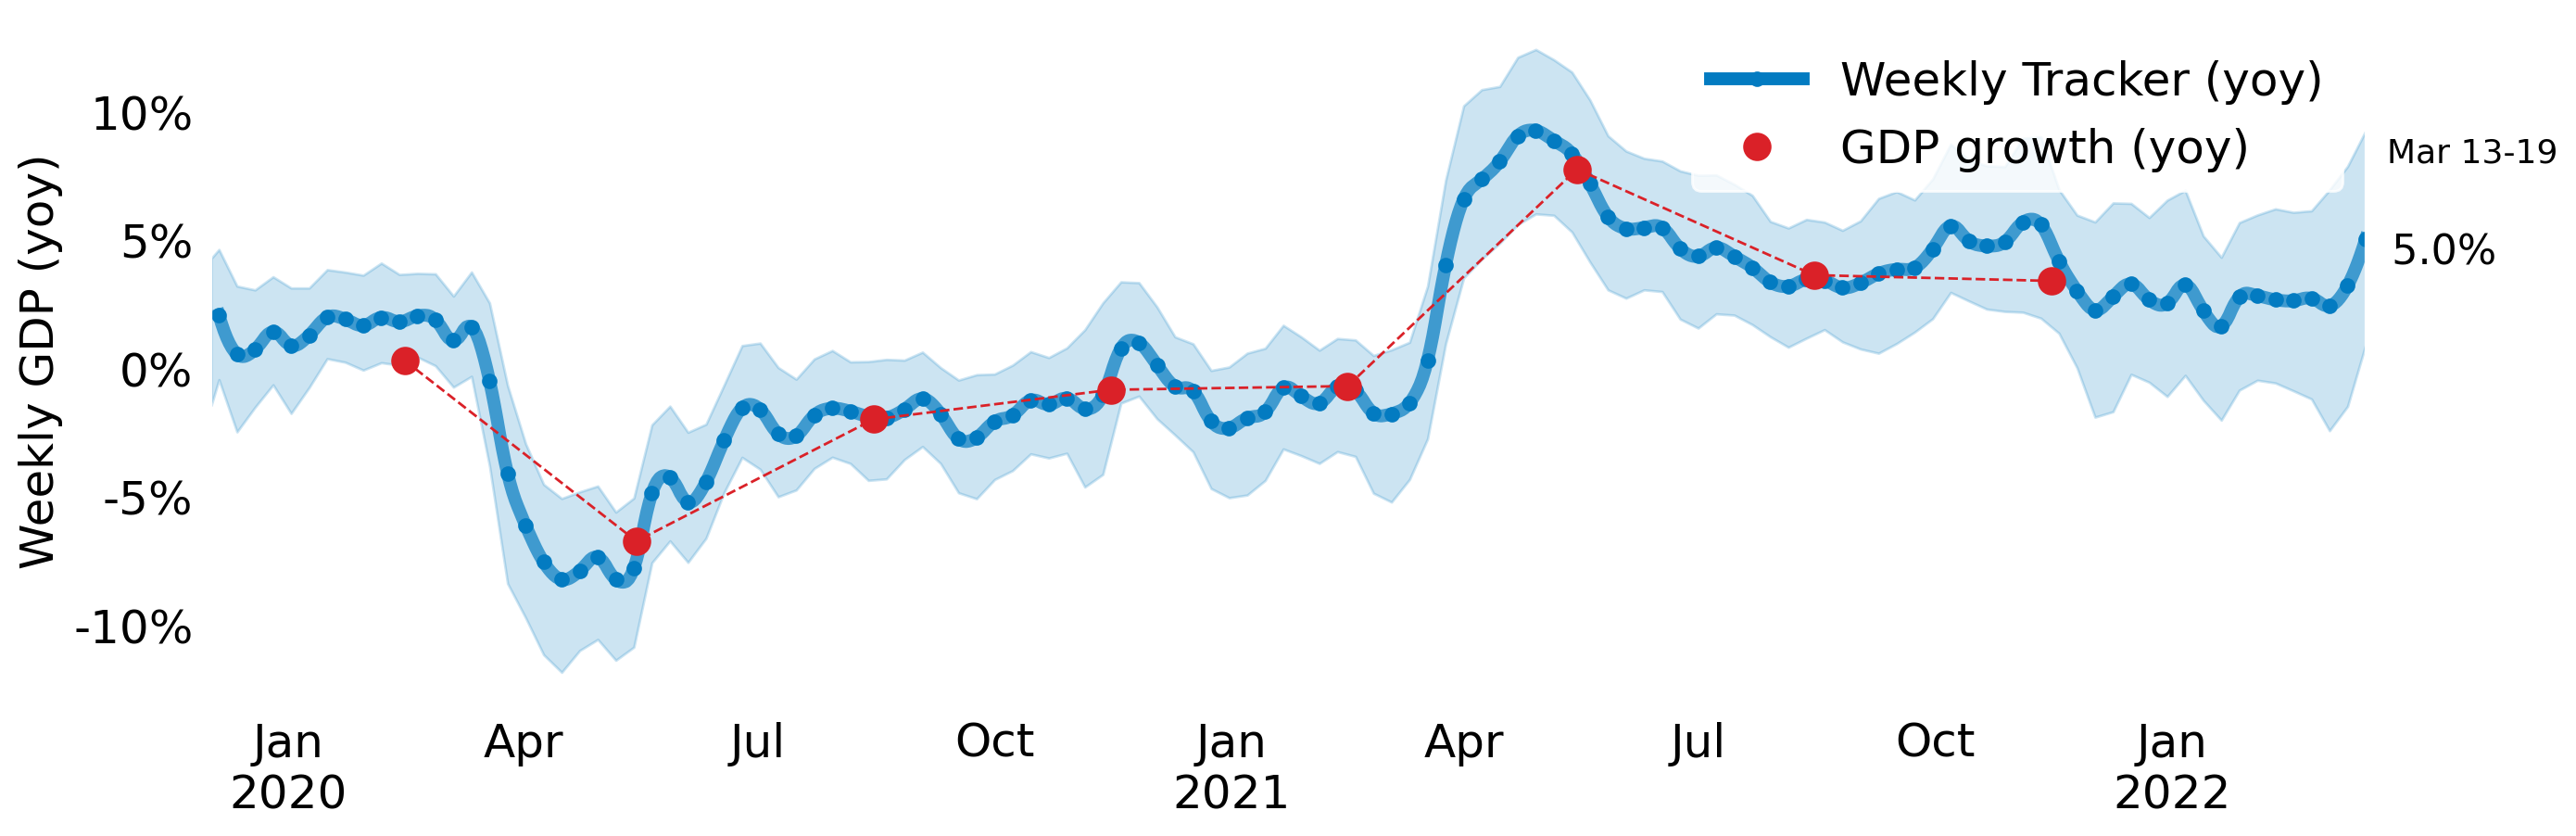 Weekly Tracker (yoy)
GDP growth (yoy)
Mar 13-19
5.0%
Weekly GDP (yoy)
10%
5%
0%
-5%
-10%
Jan Apr Jul Oct Jan Apr Jul Oct Jan
2020 2021 2022